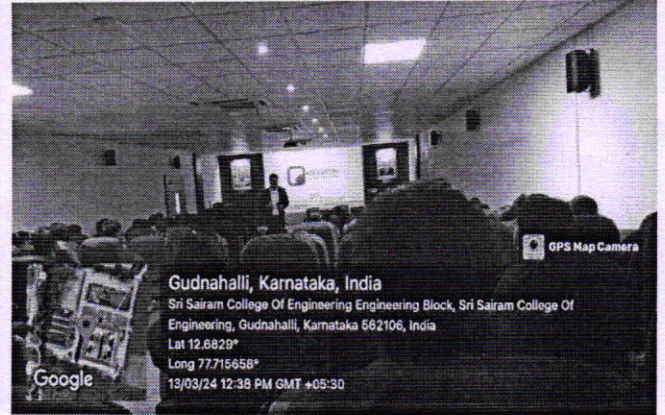 GPS Map Camera
Gudnahalli, Karnataka, India
Sri Sairam College Of Engineering Engineering Block, Sri Sairam College Of
Engineering, Gudnahalli, Karnataka 562106, India
Lat 12.6829°
Long 77.715658°
13/03/24 12:38 PM GMT +05:30
Google